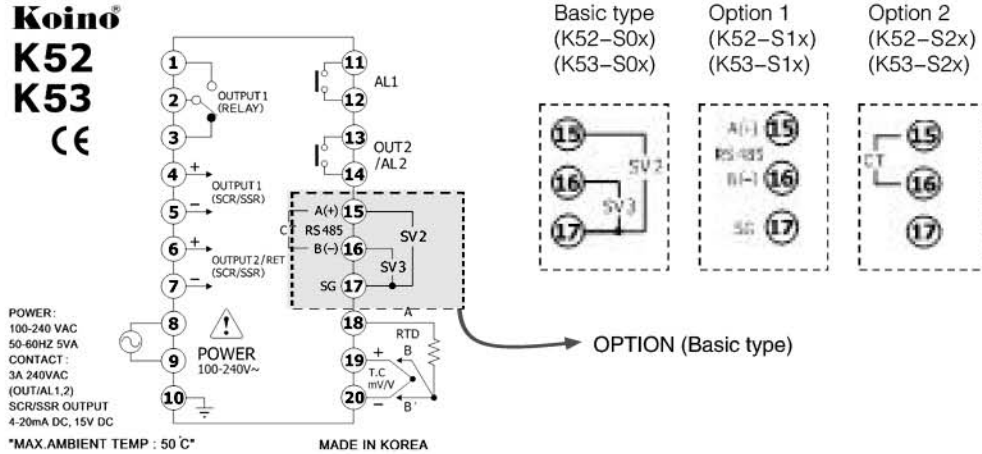 Koino®
K52
K53
CE
1
2
3
4
5
6
7
8
9
10
OUTPUT1
(RELAY)
+
OUTPUT1
(SCR/SSR)
−
+
OUTPUT2/RET
(SCR/SSR)
−
POWER
100-240V~
11
12
13
14
15
16
17
18
19
20
AL1
OUT2
/AL2
CT
A(+)
RS485
B(−)
SG
SV2
SV3
A
RTD
+
B
T.C
mV/V
−
B'
POWER:
100-240 VAC
50-60HZ 5VA
CONTACT :
3A 240VAC
(OUT/AL1,2)
SCR/SSR OUTPUT
4-20mA DC, 15V DC
"MAX.AMBIENT TEMP : 50˚C"
MADE IN KOREA
Basic type
(K52–S0x)
(K53–S0x)
15
16
17
SV2
SV3
Option 1
(K52–S1x)
(K53–S1x)
15
RS485
16
SG
17
Option 2
(K52–S2x)
(K53–S2x)
CT
15
16
17
OPTION (Basic type)